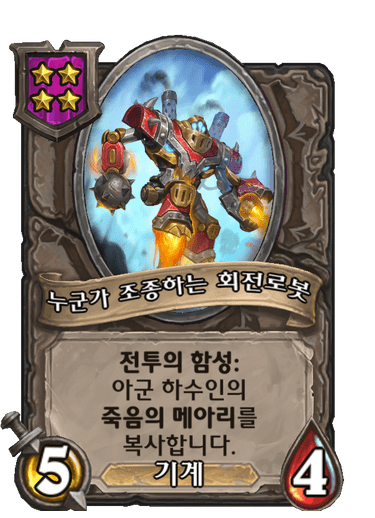 누군가 조종하는 회전로봇
전투의 함성:
아군 하수인의
죽음의 메아리를
복사합니다.
기계
5
4